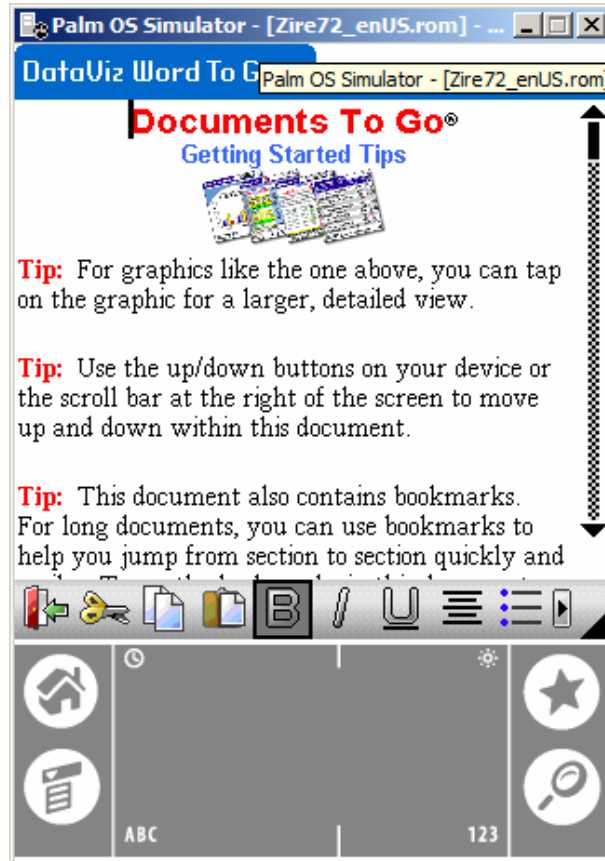 Palm OS Simulator - [Zire72_enUS.rom] - ...
DataViz Word To G
Palm OS Simulator - [Zire72_enUS.rom]
Documents To Go®
Getting Started Tips
Tip: For graphics like the one above, you can tap
on the graphic for a larger, detailed view.
Tip: Use the up/down buttons on your device or
the scroll bar at the right of the screen to move
up and down within this document.
Tip: This document also contains bookmarks.
For long documents, you can use bookmarks to
help you jump from section to section quickly and
B I U
ABC 123